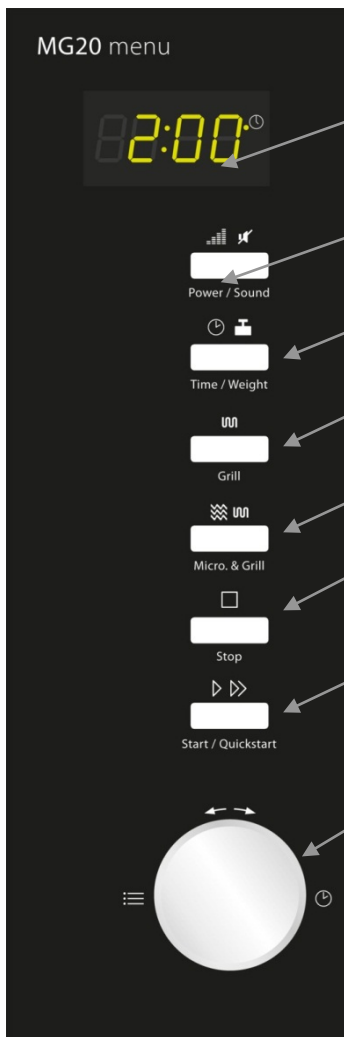 MG20 menu
2:00
Power / Sound
Time / Weight
Grill
Micro. & Grill
Stop
Start / Quickstart